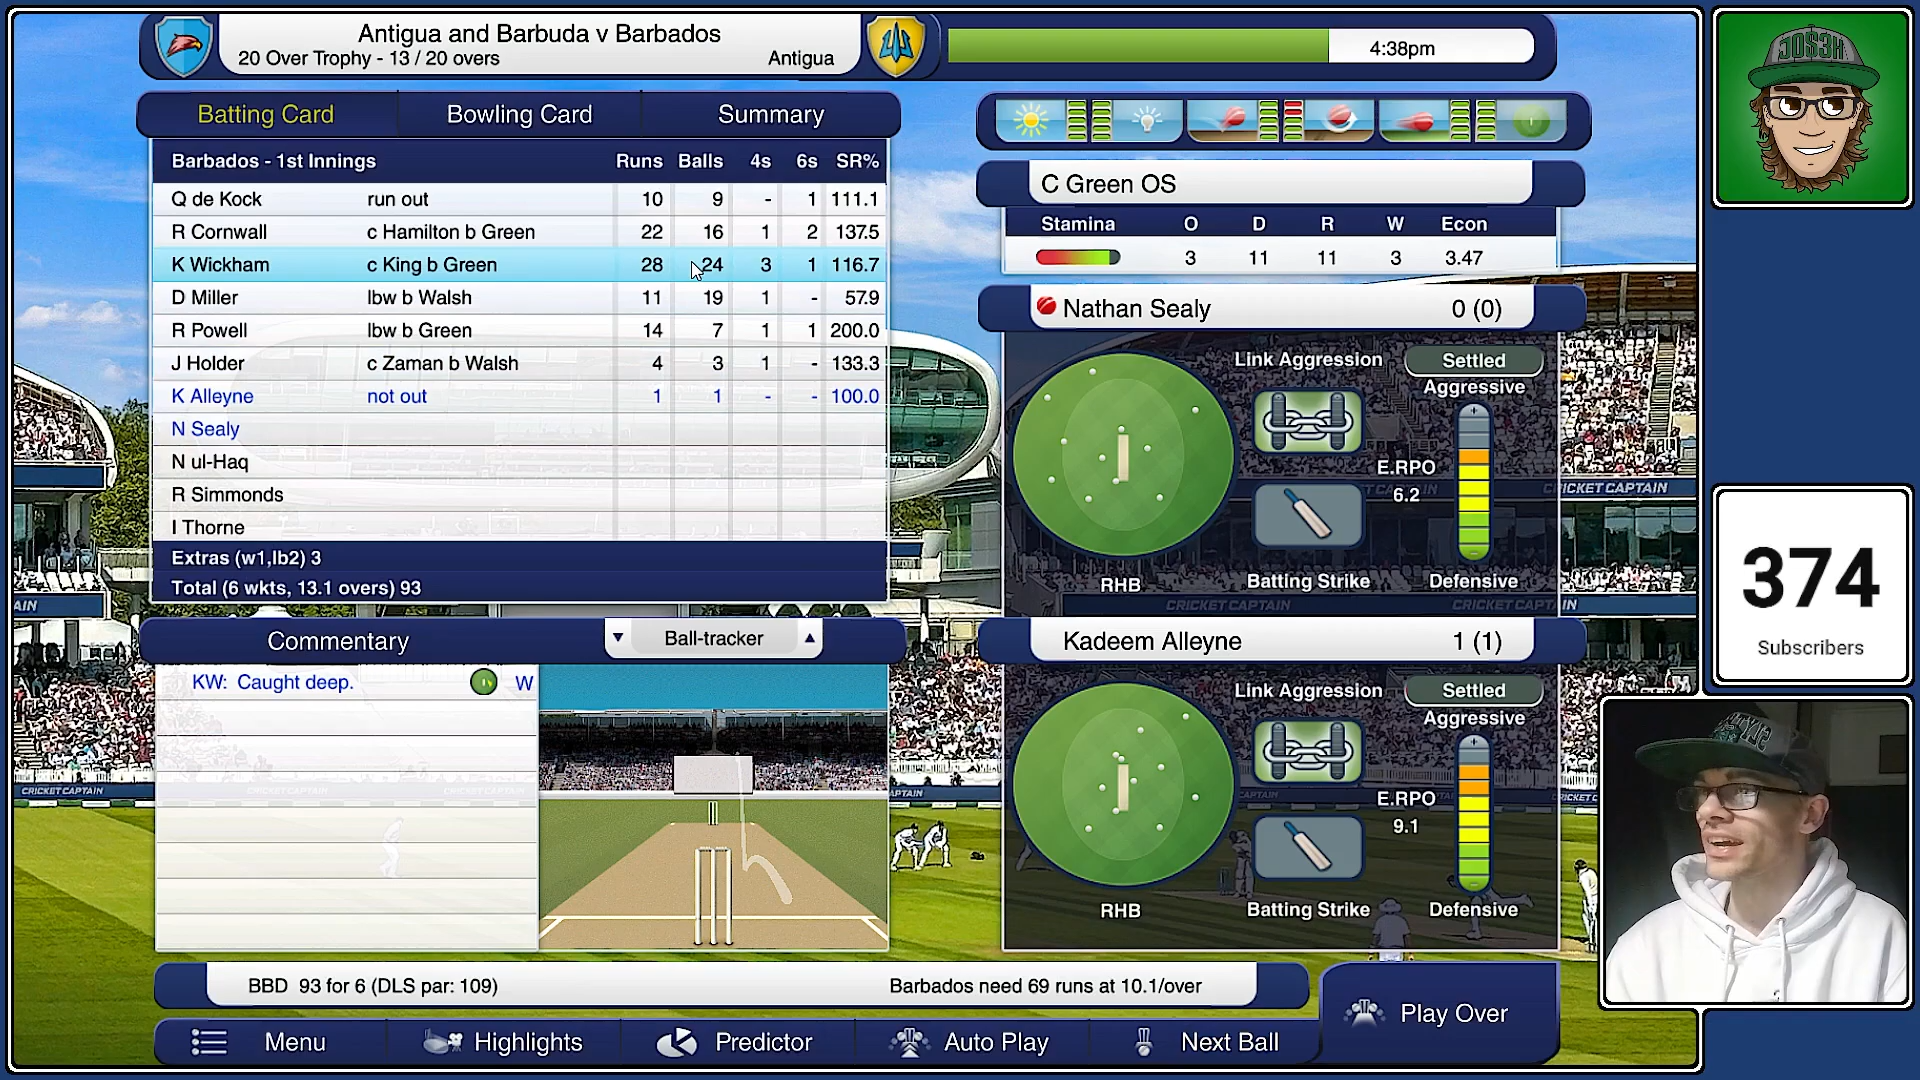 Antigua and Barbuda v Barbados
20 Over Trophy - 13 / 20 overs Antigua
4:38pm
JO$3H
Batting Card Bowling Card Summary
Barbados - 1st Innings Runs Balls 4s 6s SR%
Q de Kock run out 10 9 - 1 111.1
R Cornwall c Hamilton b Green 22 16 1 2 137.5
K Wickham c King b Green 28 24 3 1 116.7
D Miller lbw b Walsh 11 19 1 - 57.9
R Powell lbw b Green 14 7 1 1 200.0
J Holder c Zaman b Walsh 4 3 1 - 133.3
K Alleyne not out 1 1 - - 100.0
N Sealy
N ul-Haq
R Simmonds
I Thorne
Extras (w1,lb2) 3
Total (6 wkts, 13.1 overs) 93
C Green OS
Stamina O D R W Econ
3 11 11 3 3.47
Nathan Sealy 0 (0)
Link Aggression Settled
Aggressive
E.RPO
6.2
RHB Batting Strike Defensive
CRICKET CAPTAIN CRICKET CAPTAIN
Kadeem Alleyne 1 (1)
Link Aggression Settled
Aggressive
E.RPO
9.1
RHB Batting Strike Defensive
374
Subscribers
Commentary Ball-tracker
KW: Caught deep. W
CRICKET CAPTAIN
BBD 93 for 6 (DLS par: 109) Barbados need 69 runs at 10.1/over
Menu Highlights Predictor Auto Play Next Ball Play Over